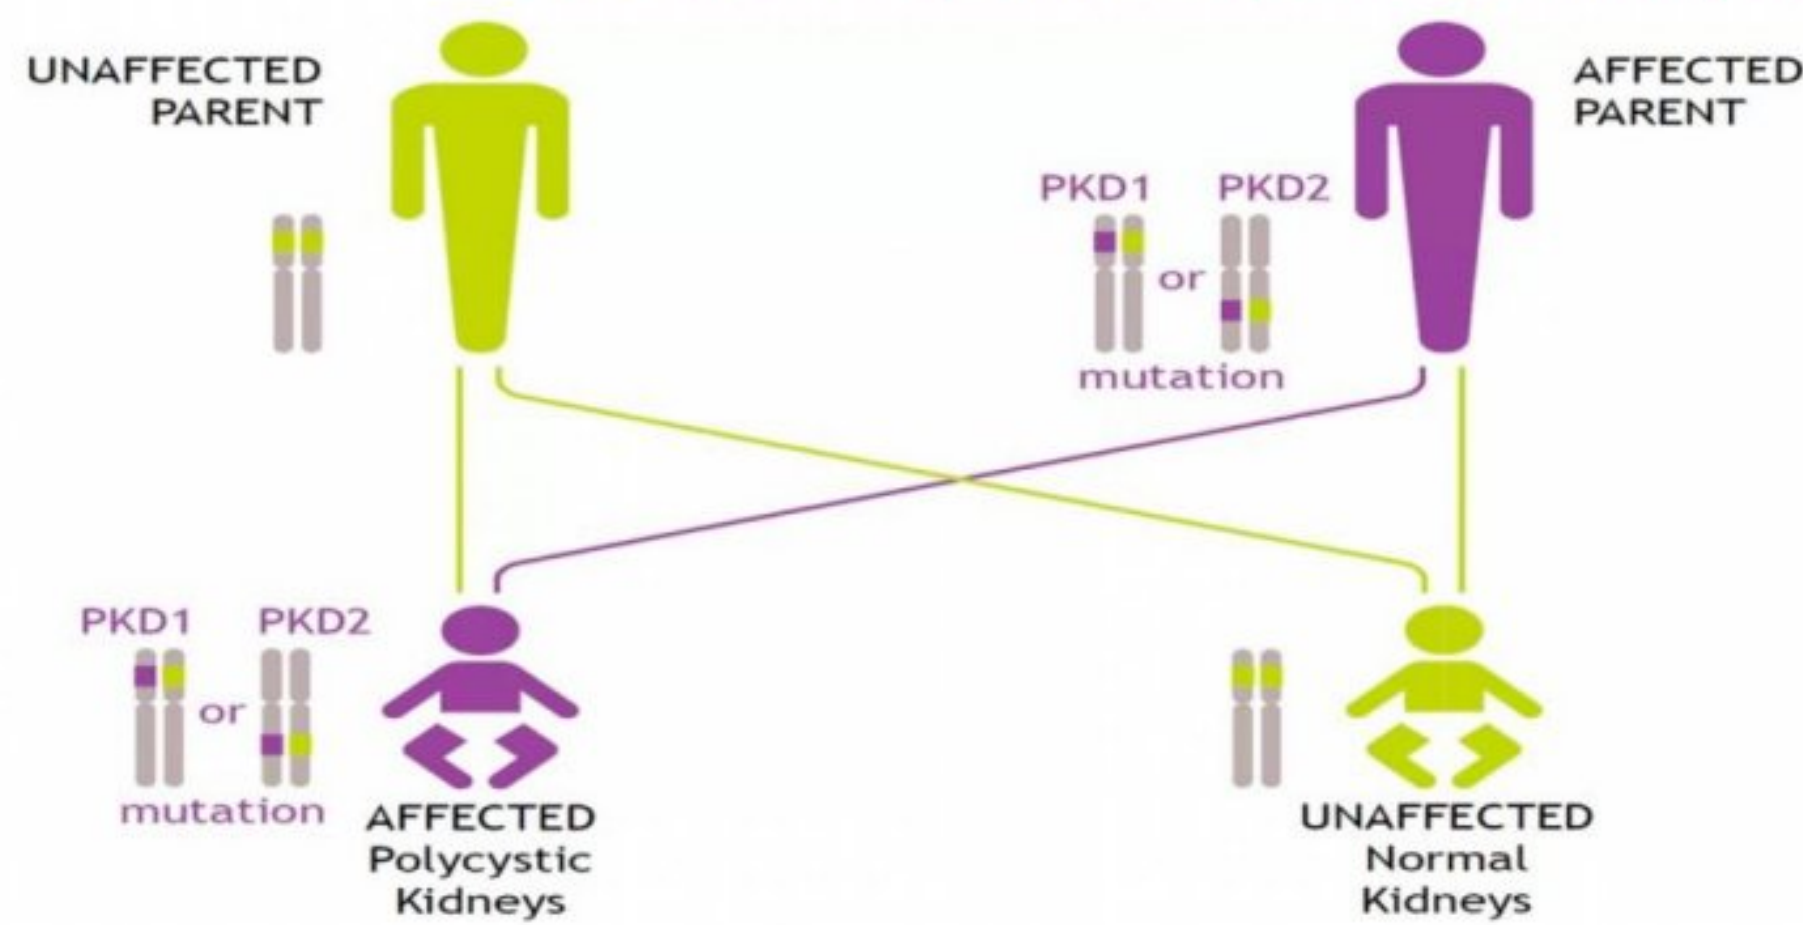 UNAFFECTED
PARENT
AFFECTED
PARENT
PKD1 PKD2
or
mutation
PKD1 PKD2
or
mutation
AFFECTED
Polycystic
Kidneys
UNAFFECTED
Normal
Kidneys